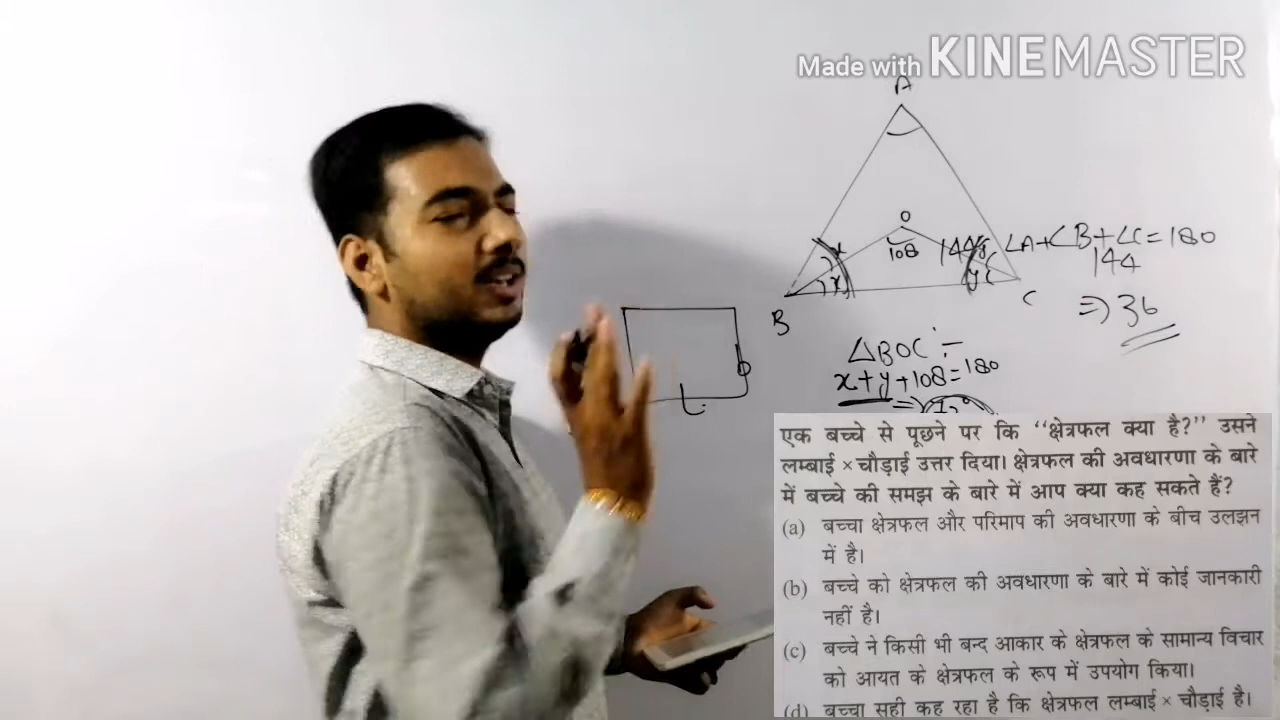 Made with KINEMASTER
A
O
108
x
x
144
y
y
B
C
∠A+∠B+∠C=180
144
⇒ 36
△BOC :-
x+y+108=180
L
एक बच्चे से पूछने पर कि “क्षेत्रफल क्या है?” उसने
लम्बाई × चौड़ाई उत्तर दिया। क्षेत्रफल की अवधारणा के बारे
में बच्चे की समझ के बारे में आप क्या कह सकते हैं?
(a) बच्चा क्षेत्रफल और परिमाप की अवधारणा के बीच उलझन
में है।
(b) बच्चे को क्षेत्रफल की अवधारणा के बारे में कोई जानकारी
नहीं है।
(c) बच्चे ने किसी भी बन्द आकार के क्षेत्रफल के सामान्य विचार
को आयत के क्षेत्रफल के रूप में उपयोग किया।
(d) बच्चा सही कह रहा है कि क्षेत्रफल लम्बाई × चौड़ाई है।